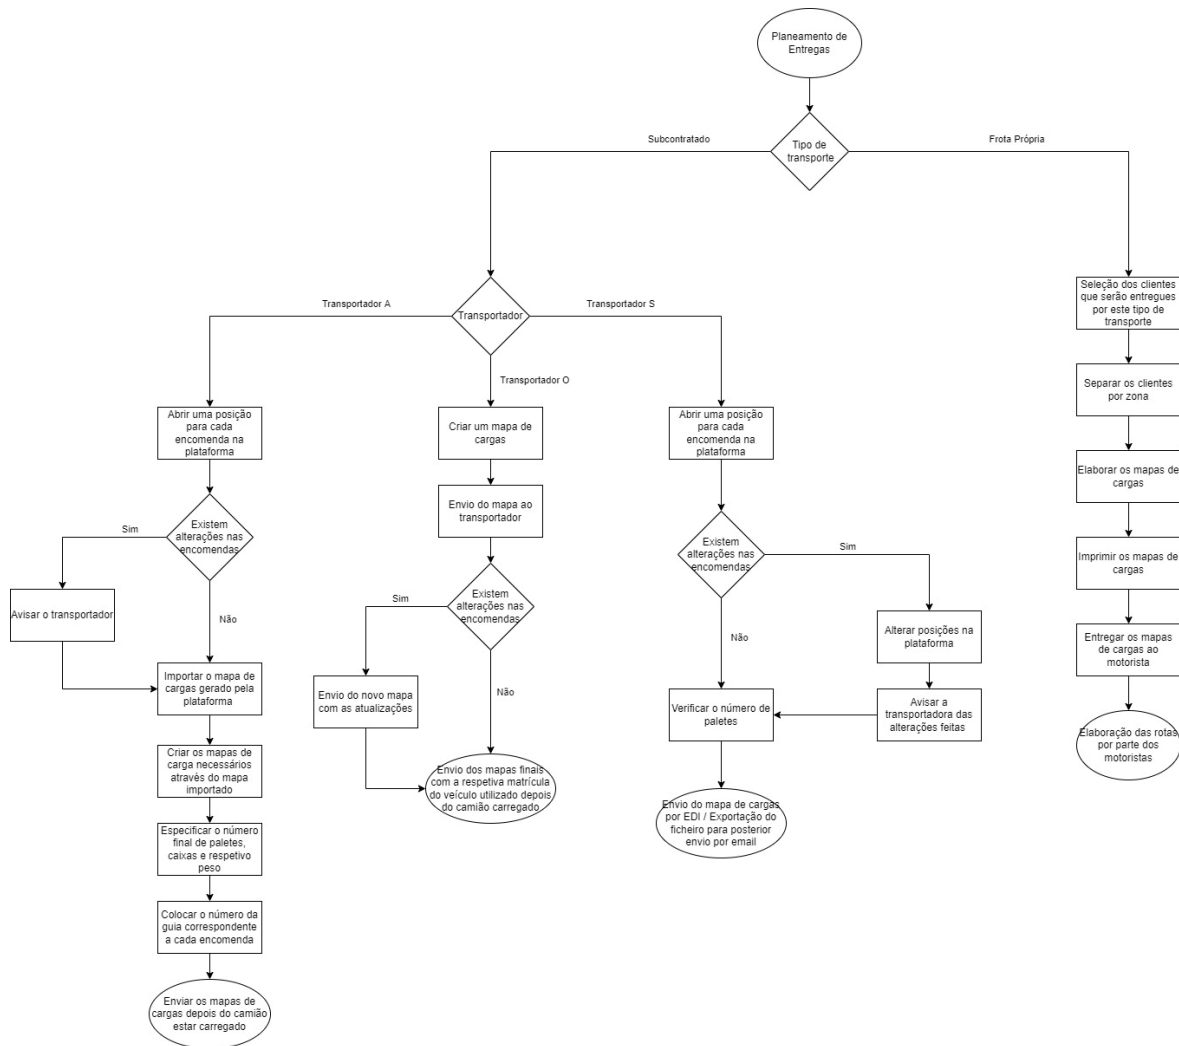 Planeamento de
Entregas
Tipo de
transporte
Subcontratado
Frota Própria
Transportador
Transportador A
Transportador O
Transportador S
Abrir uma posição
para cada
encomenda na
plataforma
Existem
alterações nas
encomendas
Sim
Não
Avisar o transportador
Importar o mapa de
cargas gerado pela
plataforma
Criar os mapas de
carga necessários
através do mapa
importado
Especificar o número
final de paletes,
caixas e respetivo
peso
Colocar o número da
guia correspondente
a cada encomenda
Enviar os mapas de
cargas depois do camião
estar carregado
Criar um mapa de
cargas
Envio do mapa ao
transportador
Existem
alterações nas
encomendas
Sim
Não
Envio do novo mapa
com as atualizações
Envio dos mapas finais
com a respetiva matrícula
do veículo utilizado depois
do camião carregado
Abrir uma posição
para cada
encomenda na
plataforma
Existem
alterações nas
encomendas
Sim
Não
Alterar posições na
plataforma
Avisar a
transportadora das
alterações feitas
Verificar o número de
paletes
Envio do mapa de cargas
por EDI / Exportação do
ficheiro para posterior
envio por email
Seleção dos clientes
que serão entregues
por este tipo de
transporte
Separar os clientes
por zona
Elaborar os mapas de
cargas
Imprimir os mapas de
cargas
Entregar os mapas
de cargas ao
motorista
Elaboração das rotas
por parte dos
motoristas